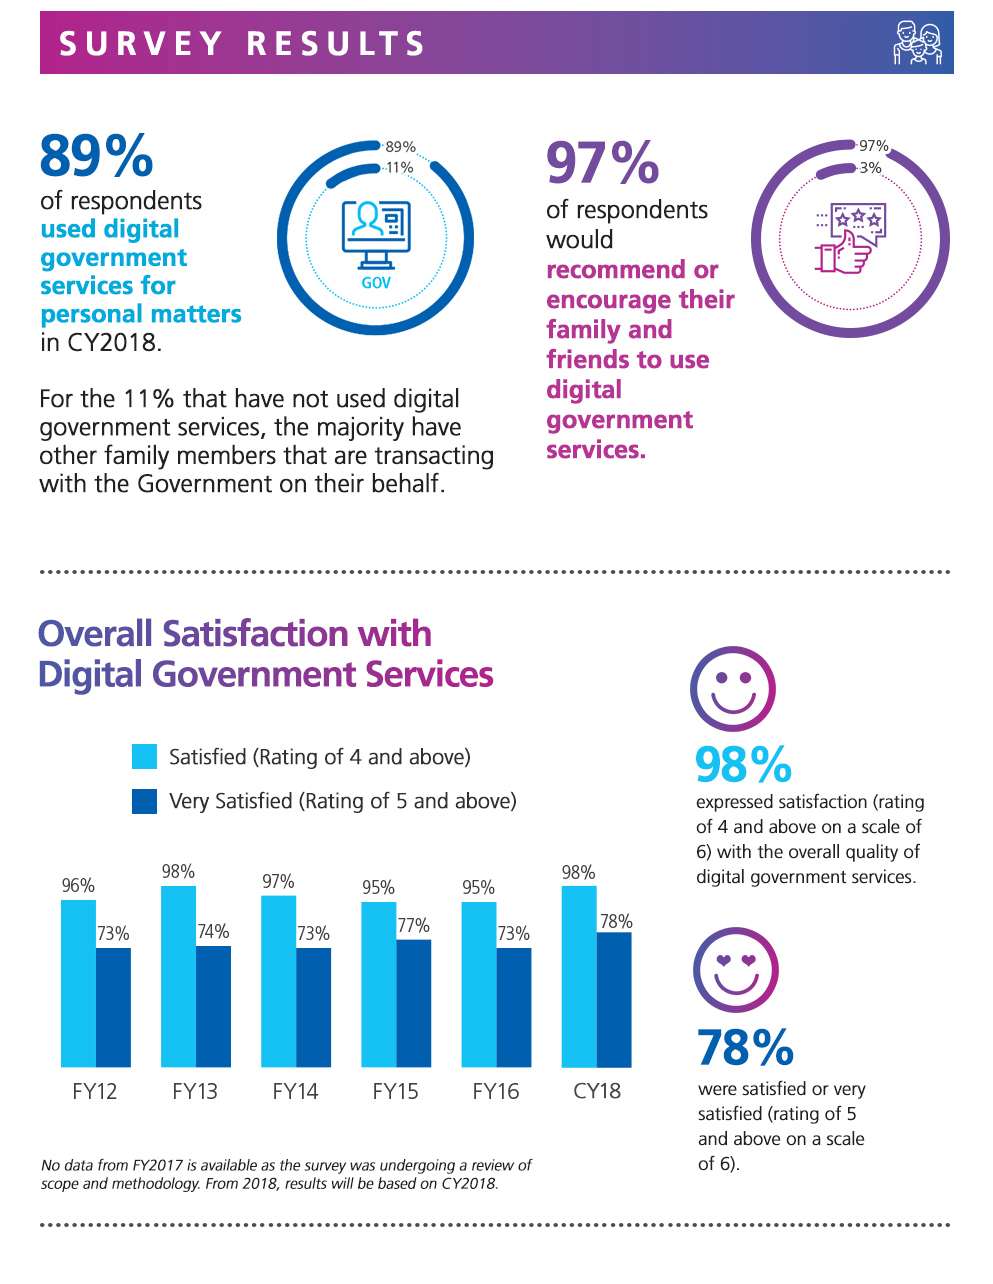 SURVEY RESULTS
89%
of respondents
used digital
government
services for
personal matters
in CY2018.
89%
11%
GOV
For the 11% that have not used digital
government services, the majority have
other family members that are transacting
with the Government on their behalf.
97%
of respondents
would
recommend or
encourage their
family and
friends to use
digital
government
services.
97%
3%
Overall Satisfaction with
Digital Government Services
Satisfied (Rating of 4 and above)
Very Satisfied (Rating of 5 and above)
96%
73%
98%
74%
97%
73%
95%
77%
95%
73%
98%
78%
FY12
FY13
FY14
FY15
FY16
CY18
No data from FY2017 is available as the survey was undergoing a review of
scope and methodology. From 2018, results will be based on CY2018.
98%
expressed satisfaction (rating
of 4 and above on a scale of
6) with the overall quality of
digital government services.
78%
were satisfied or very
satisfied (rating of 5
and above on a scale
of 6).